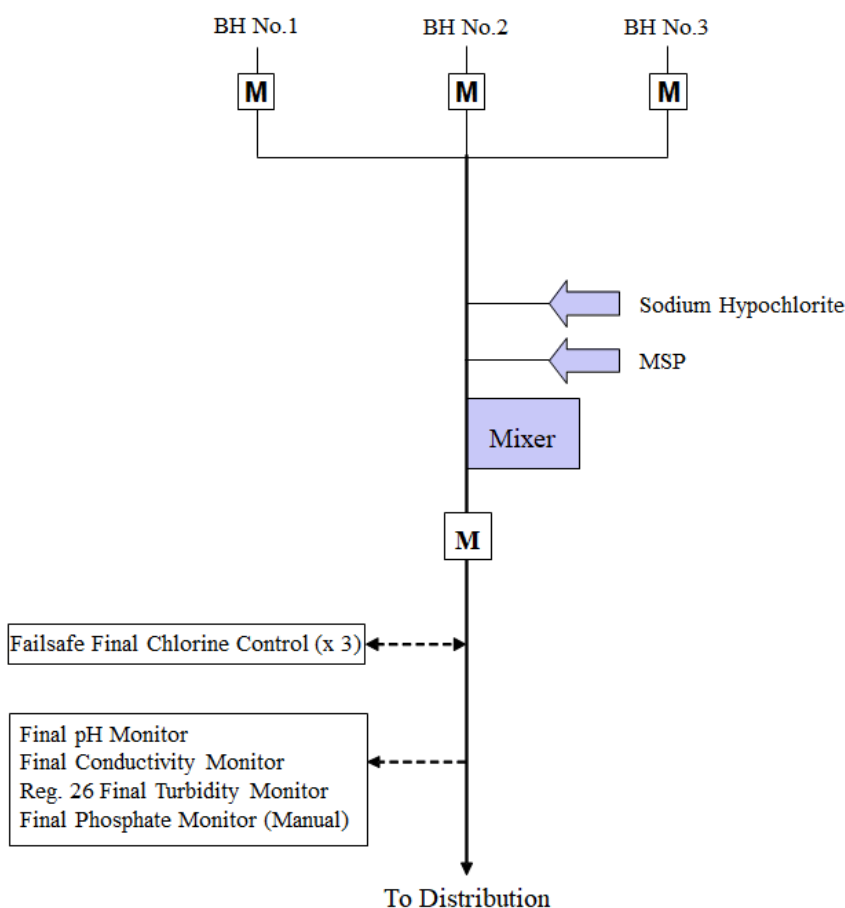 BH No.1
BH No.2
BH No.3
M
M
M
Sodium Hypochlorite
MSP
Mixer
M
Failsafe Final Chlorine Control (x 3)
Final pH Monitor
Final Conductivity Monitor
Reg. 26 Final Turbidity Monitor
Final Phosphate Monitor (Manual)
To Distribution